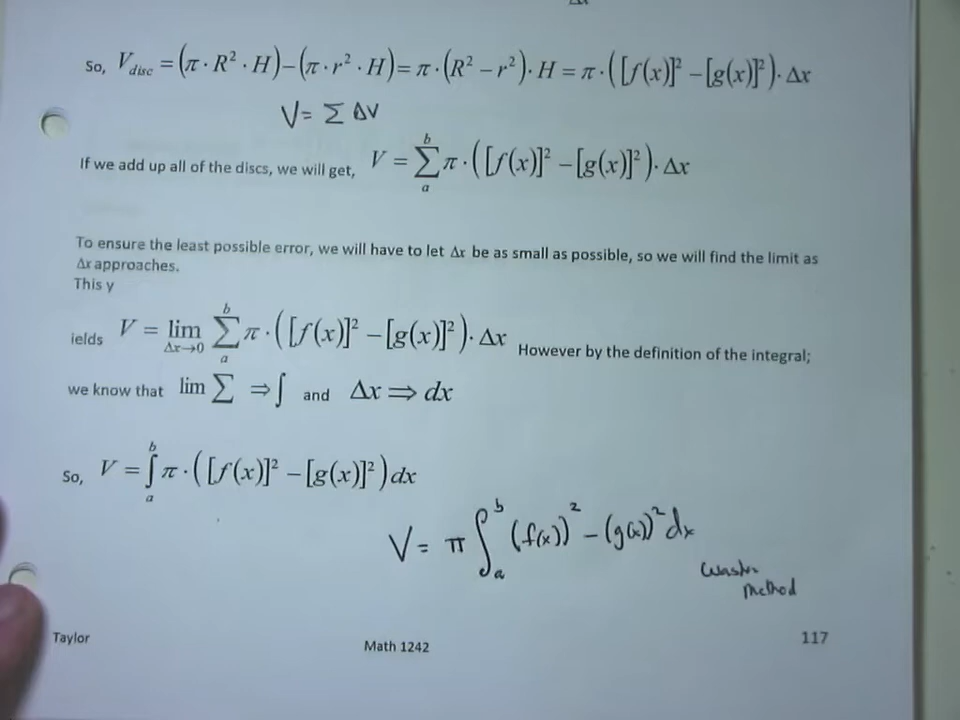 So, V_disc = (π · R² · H) − (π · r² · H) = π · (R² − r²) · H = π · ([f(x)]² − [g(x)]²) · Δx
V = Σ ΔV
If we add up all of the discs, we will get, V = Σ_a^b π · ([f(x)]² − [g(x)]²) · Δx
To ensure the least possible error, we will have to let Δx be as small as possible, so we will find the limit as
Δx approaches.
This y
ields V = lim_{Δx→0} Σ_a^b π · ([f(x)]² − [g(x)]²) · Δx However by the definition of the integral;
we know that lim Σ ⇒ ∫ and Δx ⇒ dx
So, V = ∫_a^b π · ([f(x)]² − [g(x)]²) dx
V = π ∫_a^b (f(x))² − (g(x))² dx
Washer
Method
Taylor
Math 1242
117